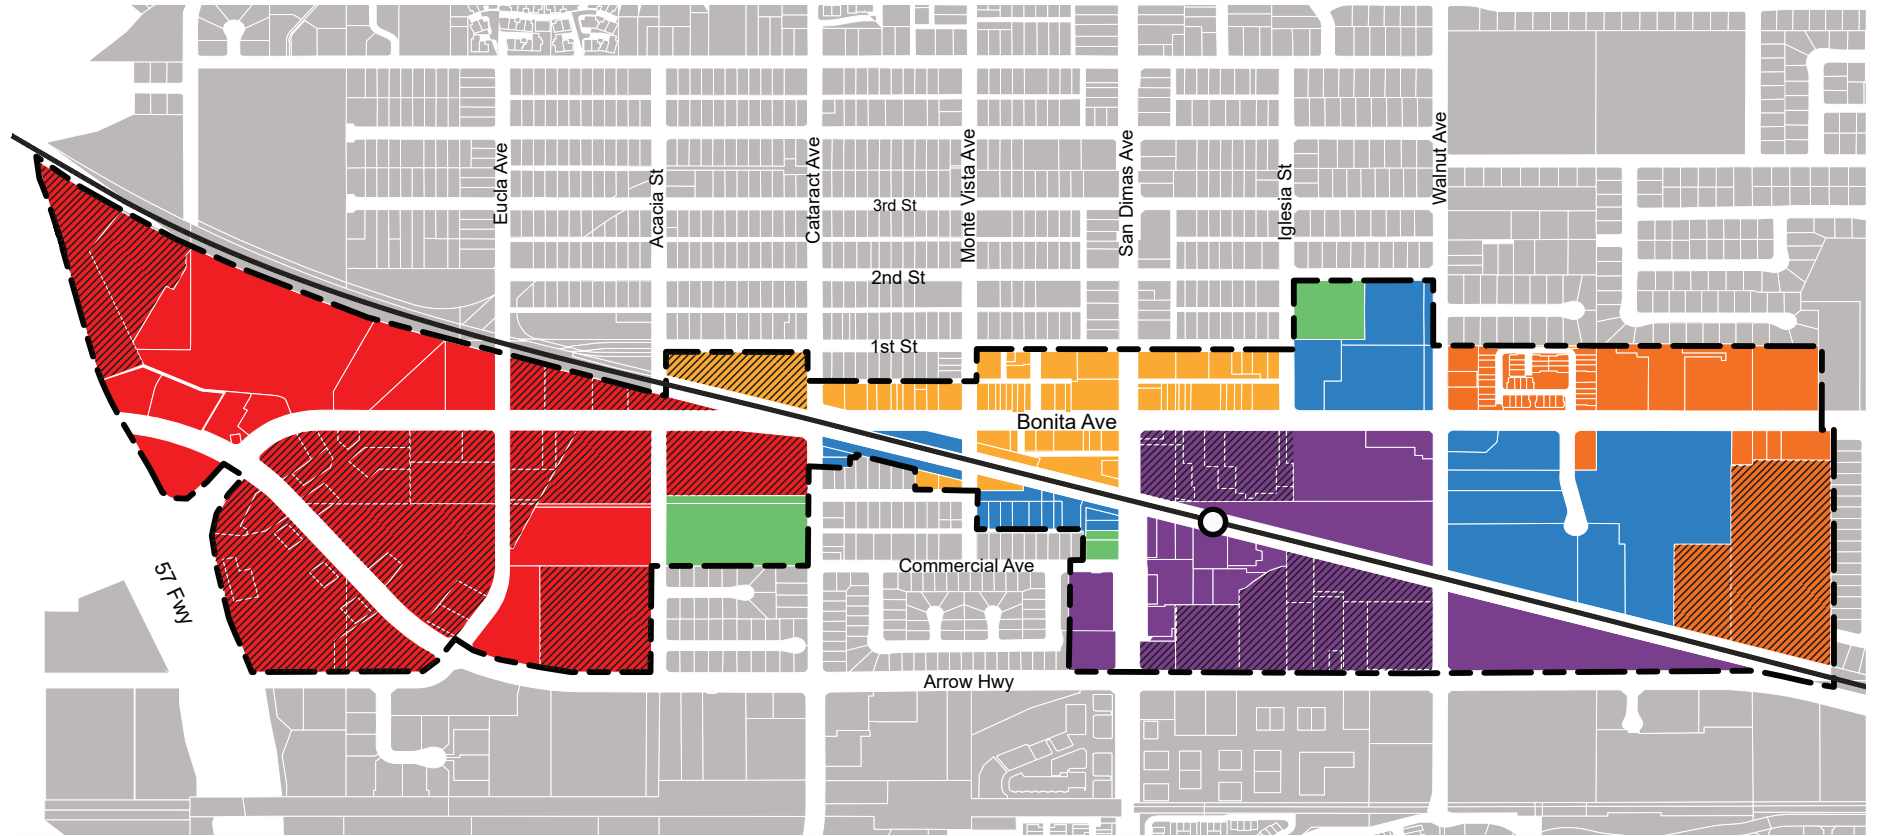 Eucla Ave
Acacia St
Cataract Ave
Monte Vista Ave
San Dimas Ave
Iglesia St
Walnut Ave
3rd St
2nd St
1st St
Bonita Ave
Commercial Ave
57 Fwy
Arrow Hwy